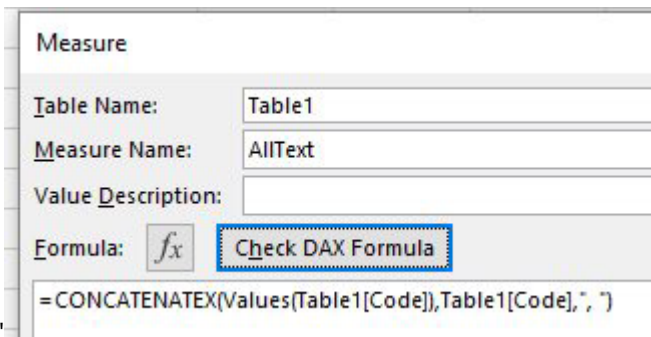 Measure
Table Name: Table1
Measure Name: AllText
Value Description:
Formula: fx Check DAX Formula
=CONCATENATEX(Values(Table1[Code]),Table1[Code],", ")